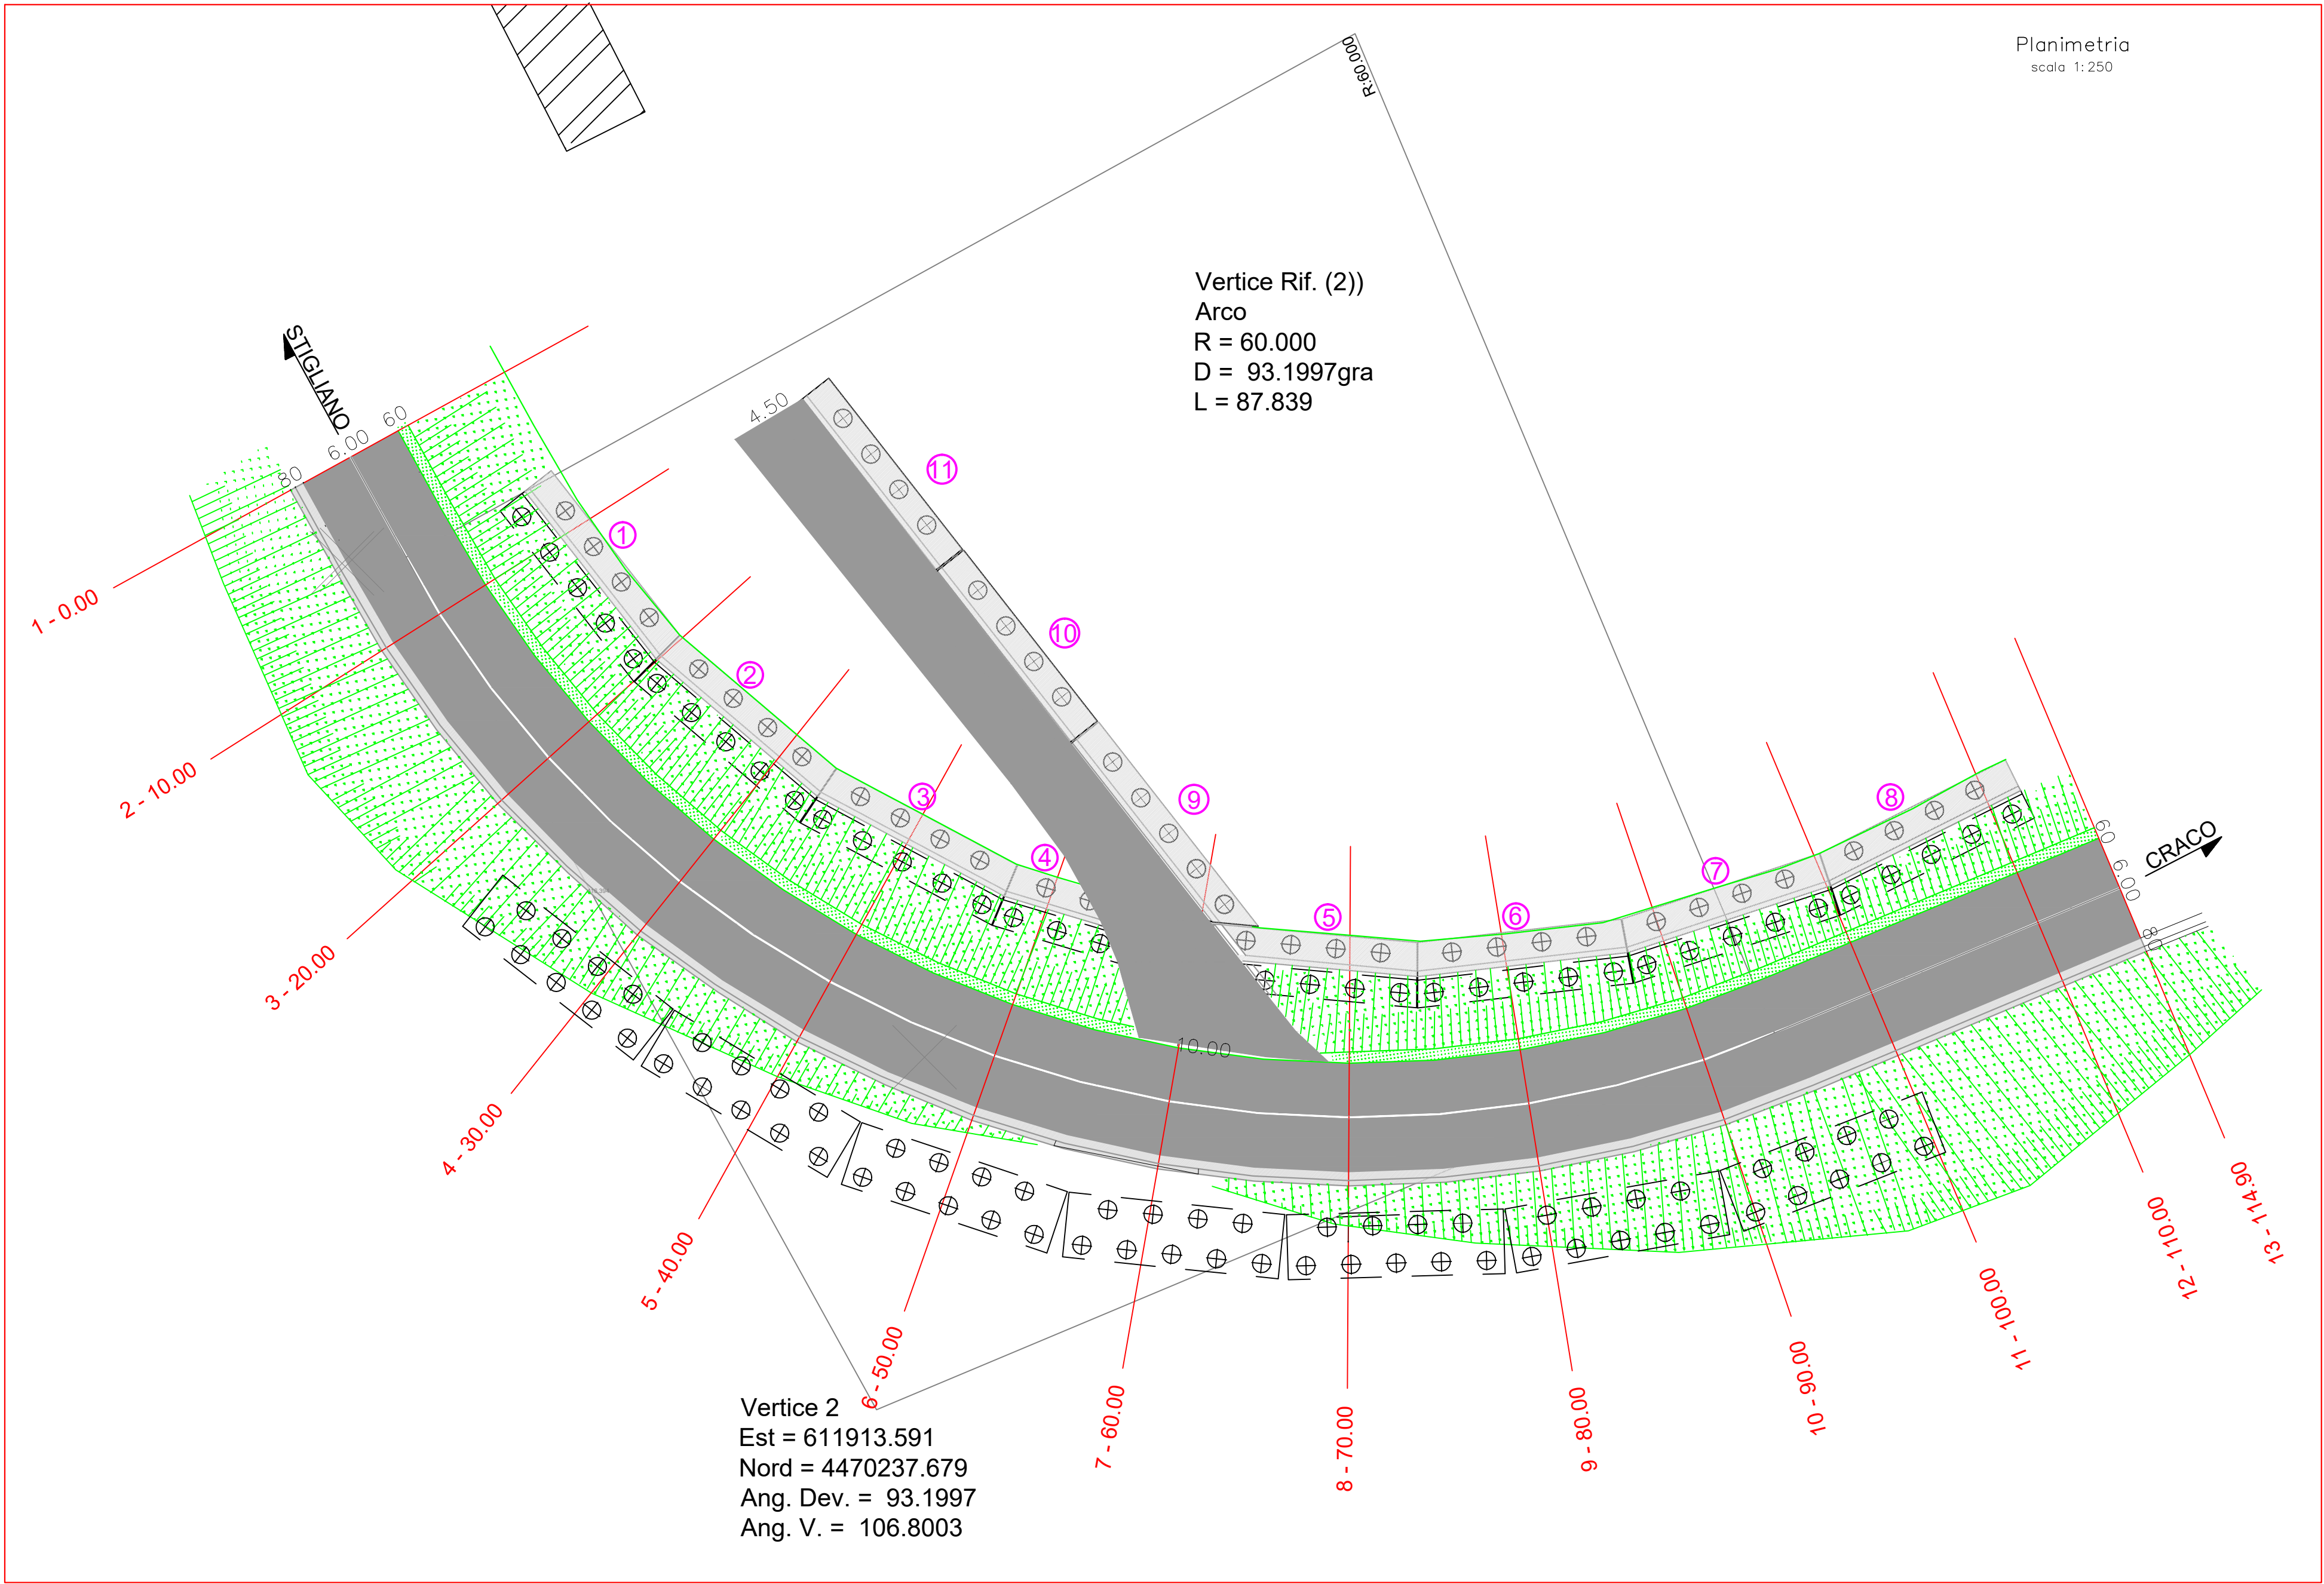 Planimetria
scala 1:250
R:60.000
Vertice Rif. (2))
Arco
R = 60.000
D =  93.1997gra
L = 87.839
STIGLIANO
80
6.00
60
4.50
11
1
10
2
3
9
4
5
6
7
8
10.00
CRACO
60
6.00
80
1 - 0.00
2 - 10.00
3 - 20.00
4 - 30.00
5 - 40.00
6 - 50.00
7 - 60.00
8 - 70.00
9 - 80.00
10 - 90.00
11 - 100.00
12 - 110.00
13 - 114.90
Vertice 2
Est = 611913.591
Nord = 4470237.679
Ang. Dev. =  93.1997
Ang. V. =  106.8003